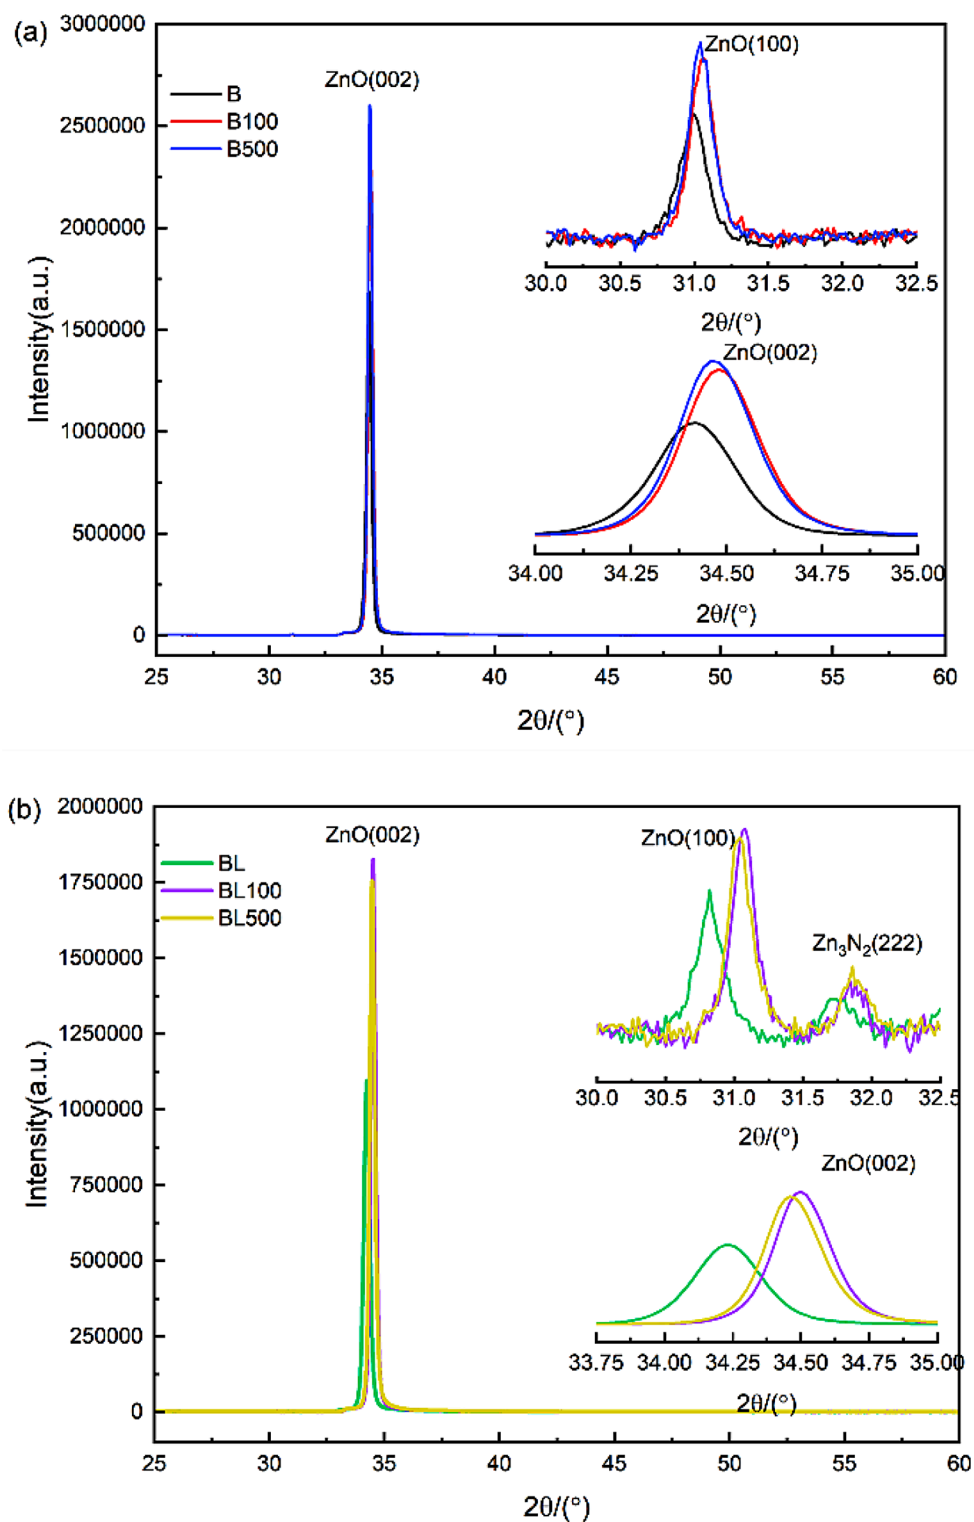 (a)
3000000
2500000
2000000
1500000
1000000
500000
0
Intensity(a.u.)
ZnO(002)
B
B100
B500
ZnO(100)
30.0 30.5 31.0 31.5 32.0 32.5
2θ/(°)
ZnO(002)
34.00 34.25 34.50 34.75 35.00
2θ/(°)
25 30 35 40 45 50 55 60
2θ/(°)
(b)
2000000
1750000
1500000
1250000
1000000
750000
500000
250000
0
Intensity(a.u.)
ZnO(002)
BL
BL100
BL500
ZnO(100)
Zn₃N₂(222)
30.0 30.5 31.0 31.5 32.0 32.5
2θ/(°)
ZnO(002)
33.75 34.00 34.25 34.50 34.75 35.00
2θ/(°)
25 30 35 40 45 50 55 60
2θ/(°)